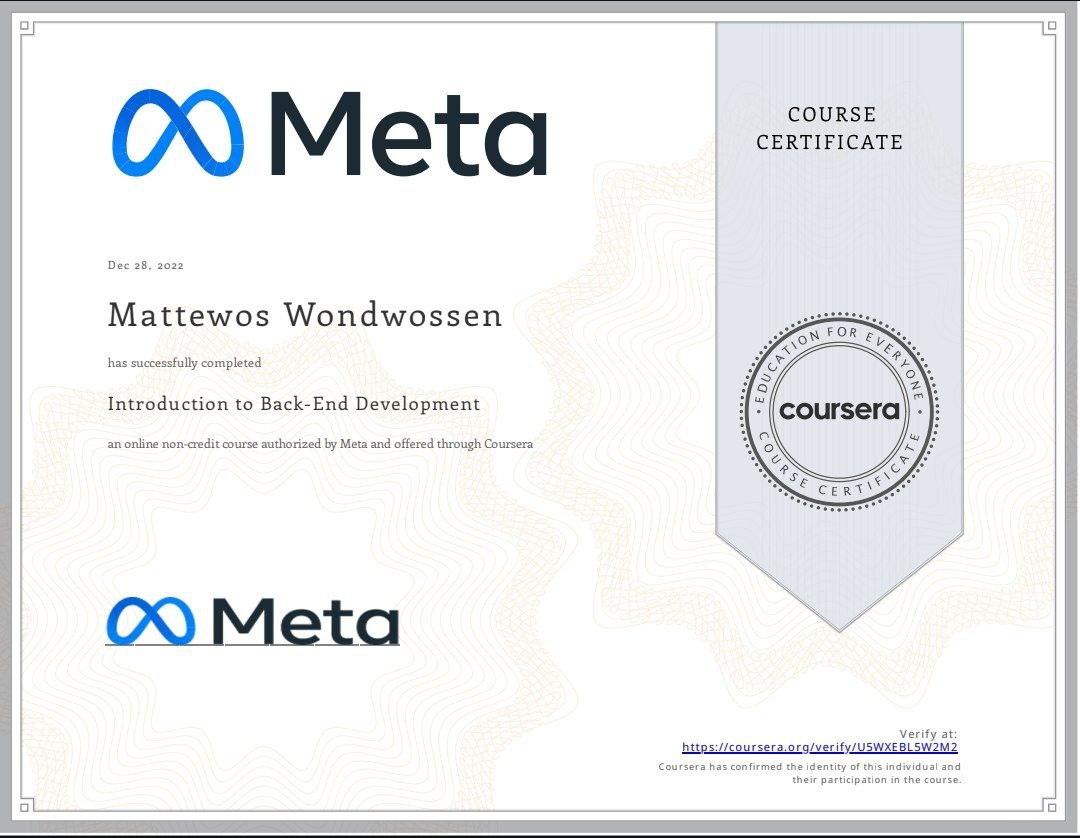 Meta
COURSE
CERTIFICATE
Dec 28, 2022
Mattewos Wondwossen
has successfully completed
Introduction to Back-End Development
an online non-credit course authorized by Meta and offered through Coursera
EDUCATION FOR EVERYONE
coursera
COURSE CERTIFICATE
Meta
Verify at:
https://coursera.org/verify/U5WXEBL5W2M2
Coursera has confirmed the identity of this individual and
their participation in the course.